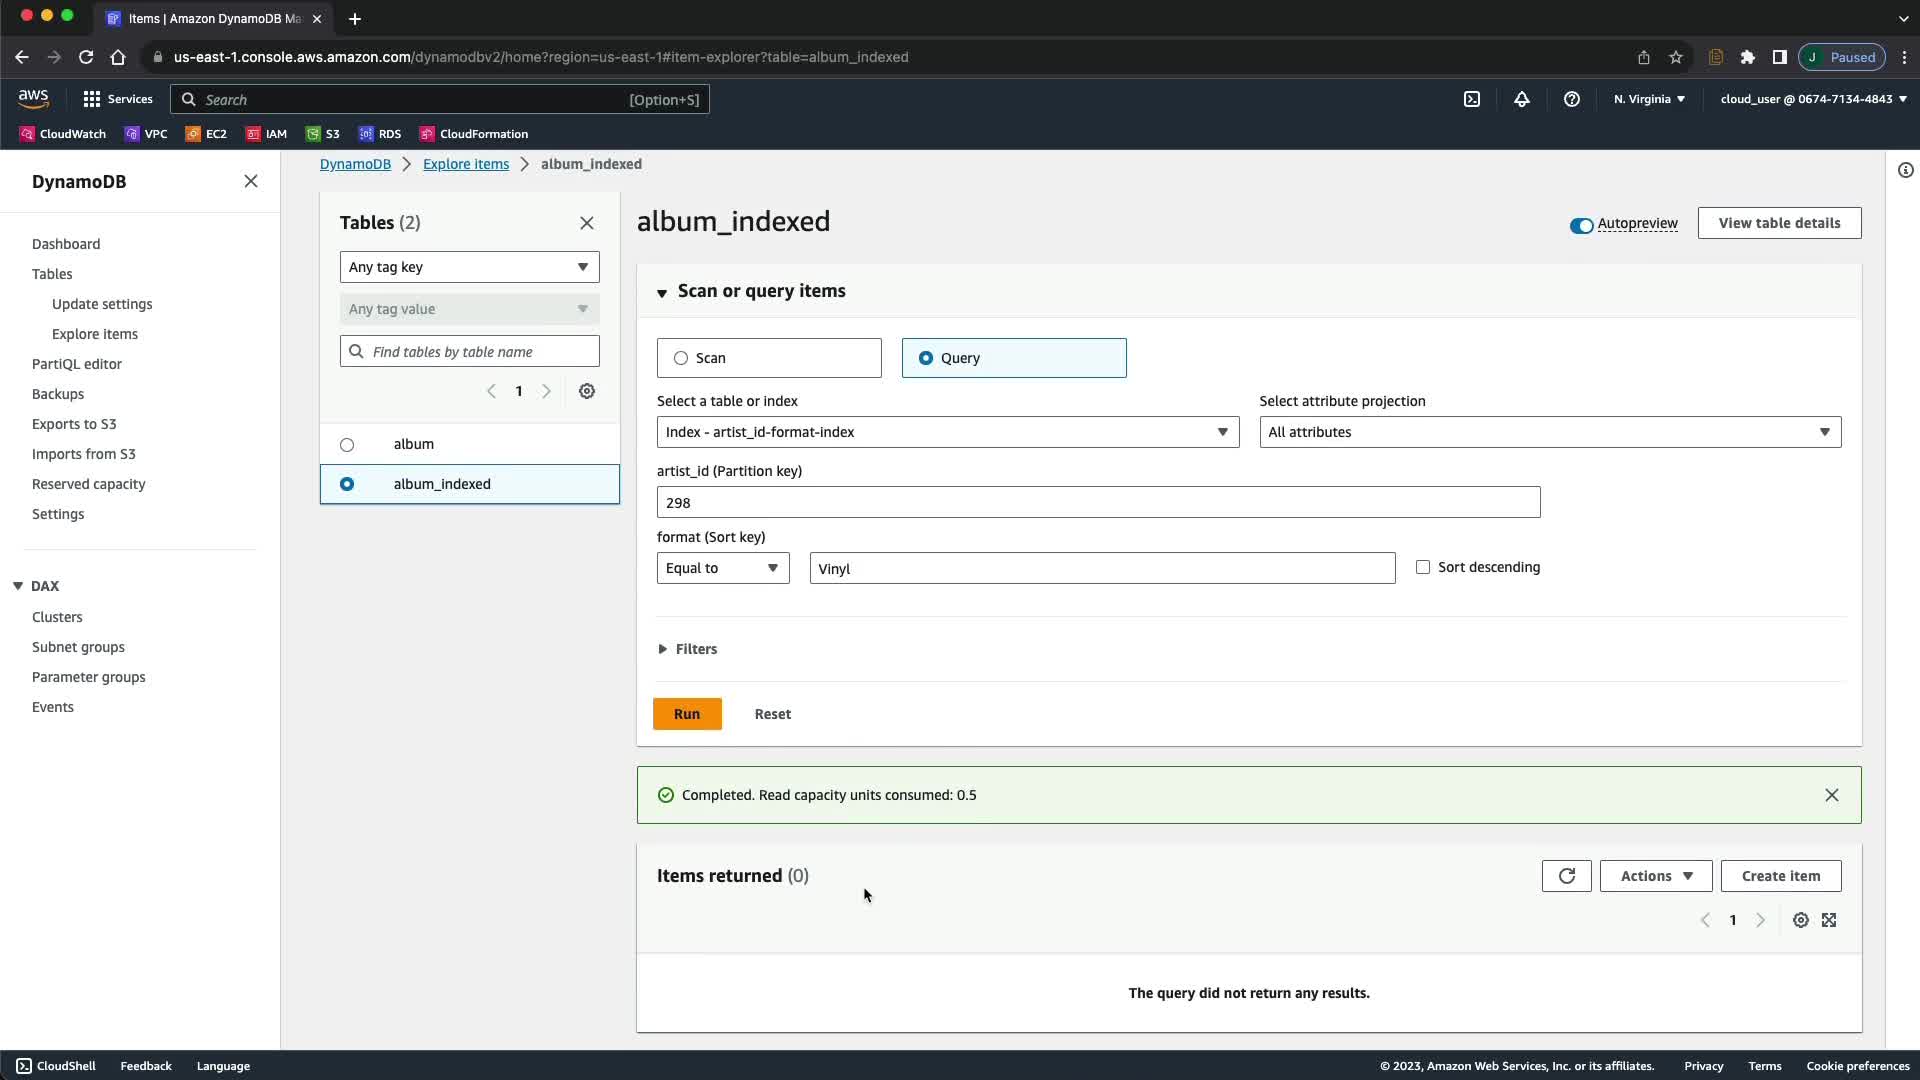 Items | Amazon DynamoDB Ma
us-east-1.console.aws.amazon.com/dynamodbv2/home?region=us-east-1#item-explorer?table=album_indexed
J Paused
aws
Services
Search
[Option+S]
N. Virginia
cloud_user @ 0674-7134-4843
CloudWatch VPC EC2 IAM S3 RDS CloudFormation
DynamoDB
Dashboard
Tables
Update settings
Explore items
PartiQL editor
Backups
Exports to S3
Imports from S3
Reserved capacity
Settings
DAX
Clusters
Subnet groups
Parameter groups
Events
DynamoDB > Explore items > album_indexed
Tables (2)
Any tag key
Any tag value
Find tables by table name
1
album
album_indexed
album_indexed
Autopreview
View table details
Scan or query items
Scan
Query
Select a table or index
Index - artist_id-format-index
Select attribute projection
All attributes
artist_id (Partition key)
298
format (Sort key)
Equal to
Vinyl
Sort descending
Filters
Run
Reset
Completed. Read capacity units consumed: 0.5
Items returned (0)
Actions
Create item
1
The query did not return any results.
CloudShell
Feedback
Language
© 2023, Amazon Web Services, Inc. or its affiliates.
Privacy
Terms
Cookie preferences